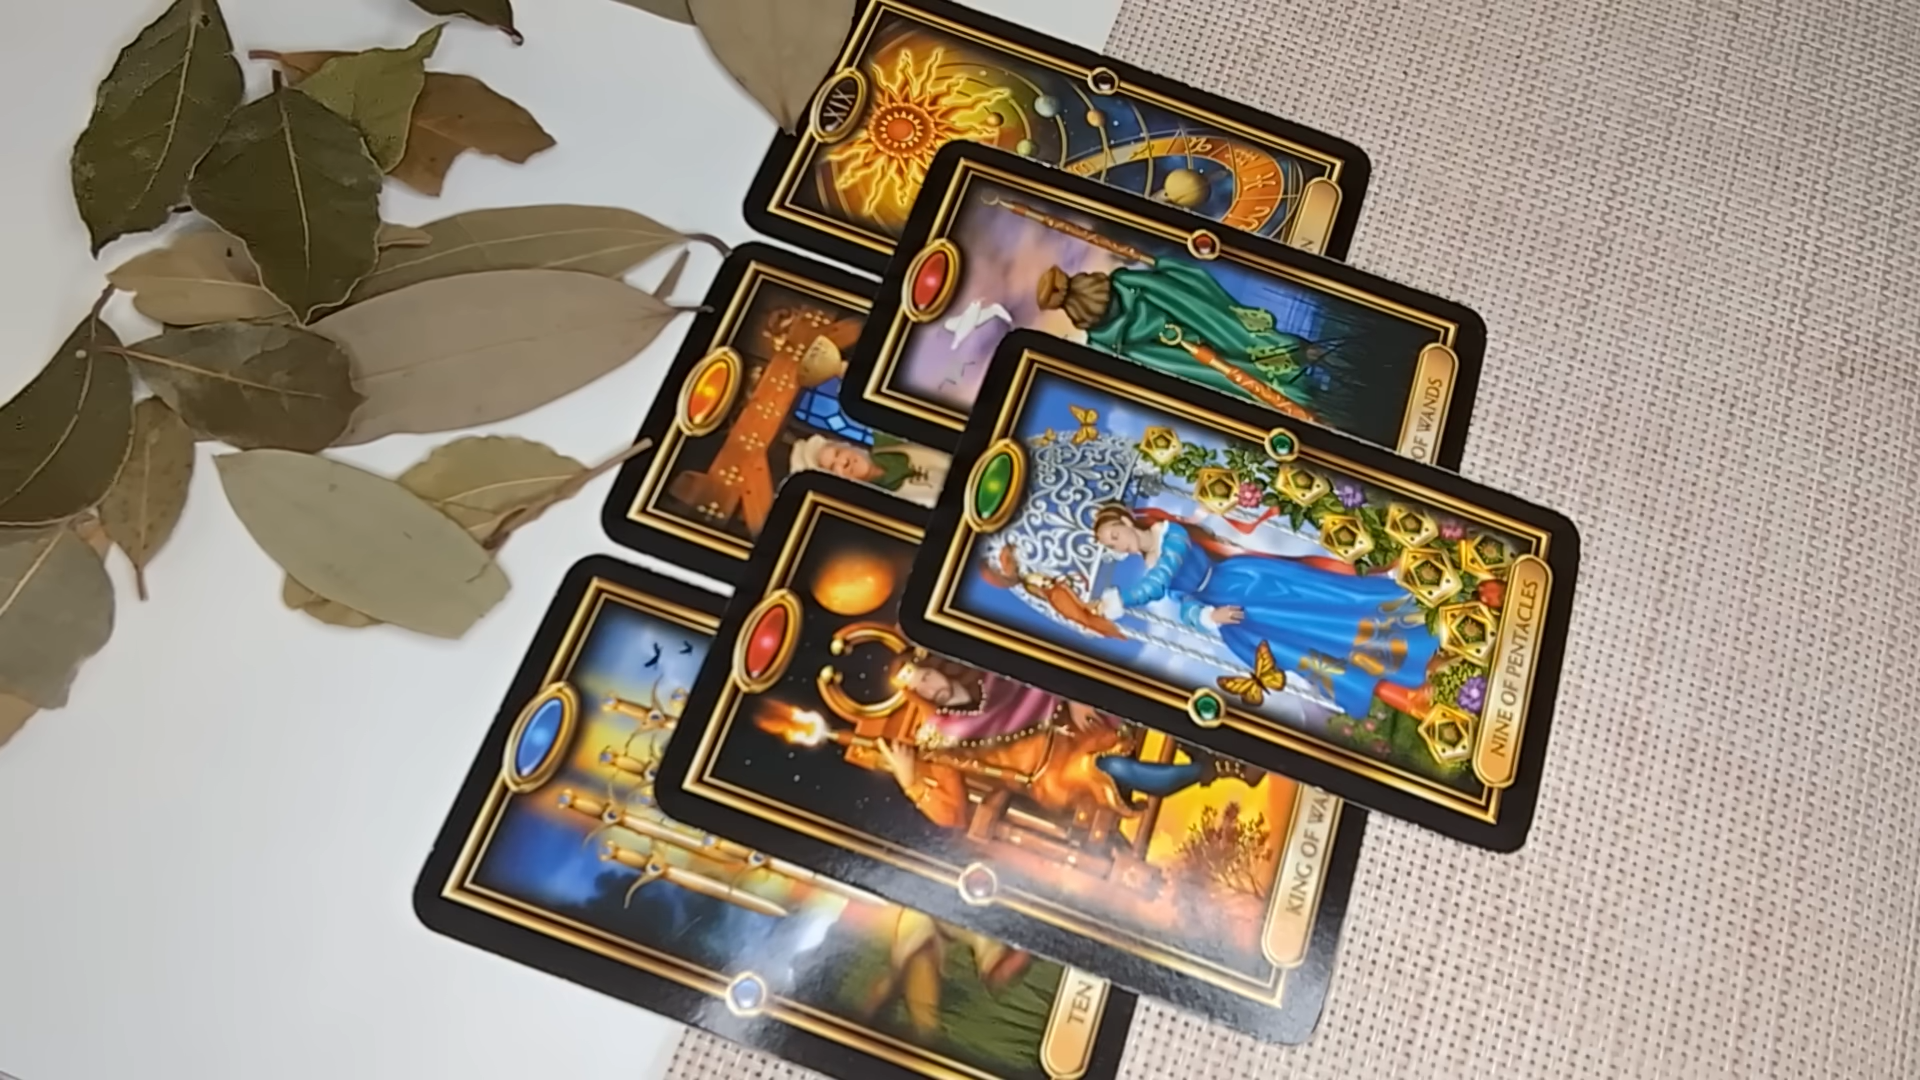 XIX
N
OF WANDS
NINE OF PENTACLES
KING OF WA
TEN